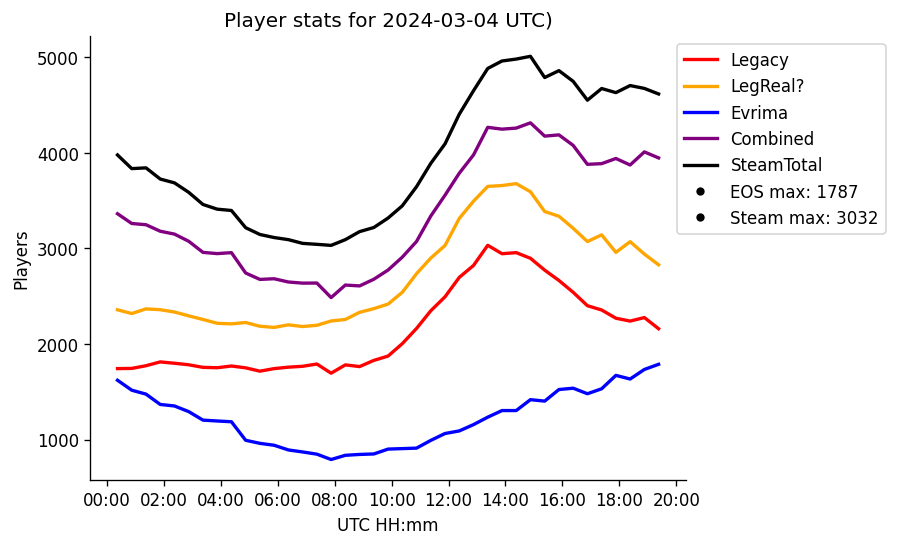 Player stats for 2024-03-04 UTC)
Players
5000
4000
3000
2000
1000
00:00 02:00 04:00 06:00 08:00 10:00 12:00 14:00 16:00 18:00 20:00
UTC HH:mm
Legacy
LegReal?
Evrima
Combined
SteamTotal
EOS max: 1787
Steam max: 3032